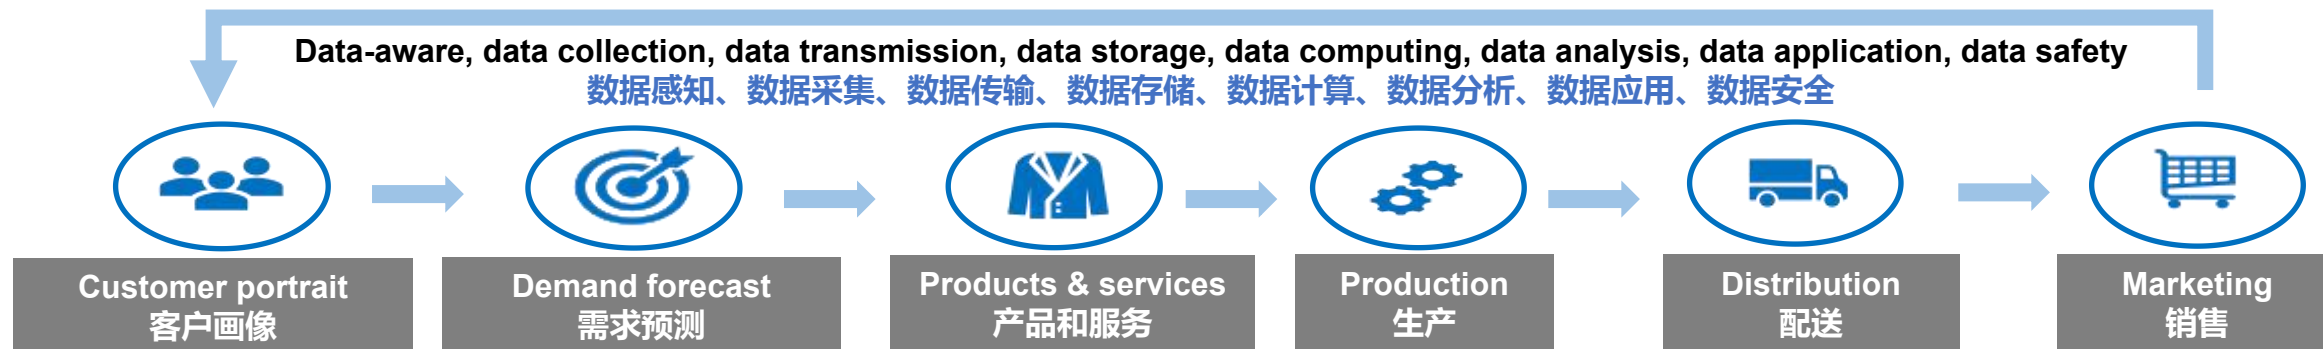 Data-aware, data collection, data transmission, data storage, data computing, data analysis, data application, data safety
数据感知、数据采集、数据传输、数据存储、数据计算、数据分析、数据应用、数据安全
Customer portrait
客户画像
Demand forecast
需求预测
Products & services
产品和服务
Production
生产
Distribution
配送
Marketing
销售